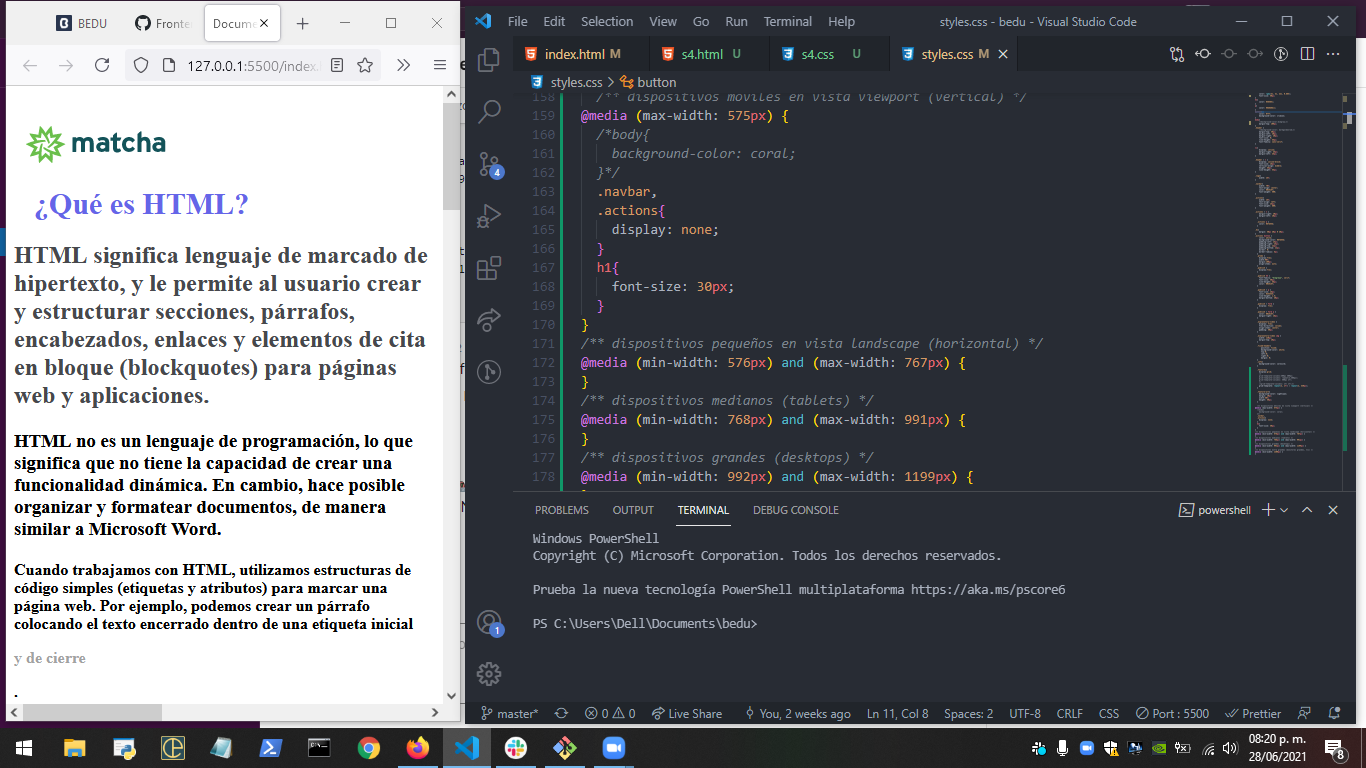 BEDU
Fronte
Docume
127.0.0.1:5500/index.
matcha
¿Qué es HTML?
HTML significa lenguaje de marcado de
hipertexto, y le permite al usuario crear
y estructurar secciones, párrafos,
encabezados, enlaces y elementos de cita
en bloque (blockquotes) para páginas
web y aplicaciones.
HTML no es un lenguaje de programación, lo que
significa que no tiene la capacidad de crear una
funcionalidad dinámica. En cambio, hace posible
organizar y formatear documentos, de manera
similar a Microsoft Word.
Cuando trabajamos con HTML, utilizamos estructuras de
código simples (etiquetas y atributos) para marcar una
página web. Por ejemplo, podemos crear un párrafo
colocando el texto encerrado dentro de una etiqueta inicial
y de cierre
.
File Edit Selection View Go Run Terminal Help styles.css - bedu - Visual Studio Code
index.html M s4.html U s4.css U styles.css M
styles.css > button
158 /** dispositivos moviles en vista viewport (vertical) */
159 @media (max-width: 575px) {
160 /*body{
161 background-color: coral;
162 }*/
163 .navbar,
164 .actions{
165 display: none;
166 }
167 h1{
168 font-size: 30px;
169 }
170 }
171 /** dispositivos pequeños en vista landscape (horizontal) */
172 @media (min-width: 576px) and (max-width: 767px) {
173 }
174 /** dispositivos medianos (tablets) */
175 @media (min-width: 768px) and (max-width: 991px) {
176 }
177 /** dispositivos grandes (desktops) */
178 @media (min-width: 992px) and (max-width: 1199px) {
4
1
PROBLEMS OUTPUT TERMINAL DEBUG CONSOLE powershell
Windows PowerShell
Copyright (C) Microsoft Corporation. Todos los derechos reservados.
Prueba la nueva tecnología PowerShell multiplataforma https://aka.ms/pscore6
PS C:\Users\Dell\Documents\bedu>
master* 0 0 Live Share You, 2 weeks ago Ln 11, Col 8 Spaces: 2 UTF-8 CRLF CSS Port : 5500 Prettier
08:20 p. m.
28/06/2021
8